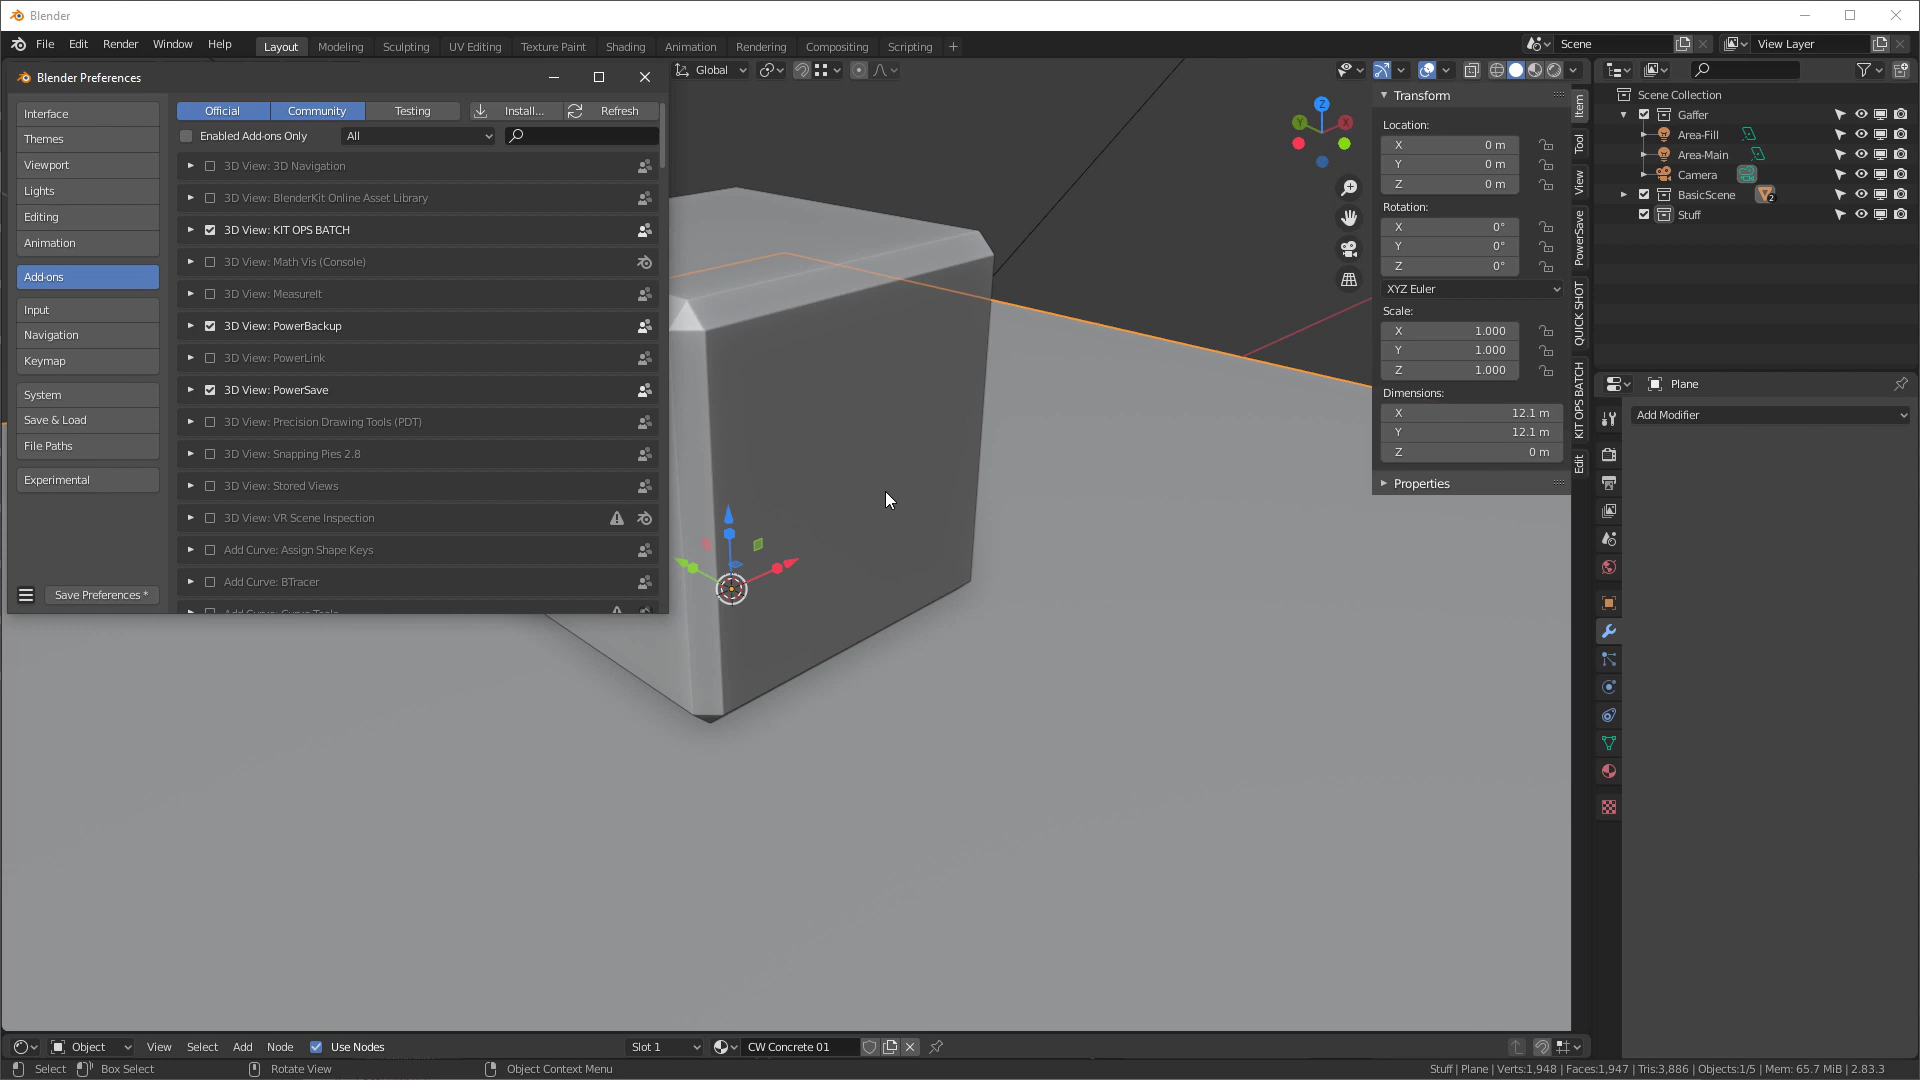 Blender
File Edit Render Window Help Layout Modeling Sculpting UV Editing Texture Paint Shading Animation Rendering Compositing Scripting + Scene View Layer
Blender Preferences
Global
Interface
Themes
Viewport
Lights
Editing
Animation
Add-ons
Input
Navigation
Keymap
System
Save & Load
File Paths
Experimental
Save Preferences *
Official Community Testing Install... Refresh
Enabled Add-ons Only All
3D View: 3D Navigation
3D View: BlenderKit Online Asset Library
3D View: KIT OPS BATCH
3D View: Math Vis (Console)
3D View: MeasureIt
3D View: PowerBackup
3D View: PowerLink
3D View: PowerSave
3D View: Precision Drawing Tools (PDT)
3D View: Snapping Pies 2.8
3D View: Stored Views
3D View: VR Scene Inspection
Add Curve: Assign Shape Keys
Add Curve: BTracer
Add Curve: Curve Tools
Z
Y
X
Transform
Location:
X 0 m
Y 0 m
Z 0 m
Rotation:
X 0°
Y 0°
Z 0°
XYZ Euler
Scale:
X 1.000
Y 1.000
Z 1.000
Dimensions:
X 12.1 m
Y 12.1 m
Z 0 m
Properties
Item
Tool
View
PowerSave
QUICK SHOT
KIT OPS BATCH
Edit
Scene Collection
Gaffer
Area-Fill
Area-Main
Camera
BasicScene 2
Stuff
Plane
Add Modifier
Object View Select Add Node Use Nodes Slot 1 CW Concrete 01
Select Box Select Rotate View Object Context Menu Stuff | Plane | Verts:1,948 | Faces:1,947 | Tris:3,886 | Objects:1/5 | Mem: 65.7 MiB | 2.83.3